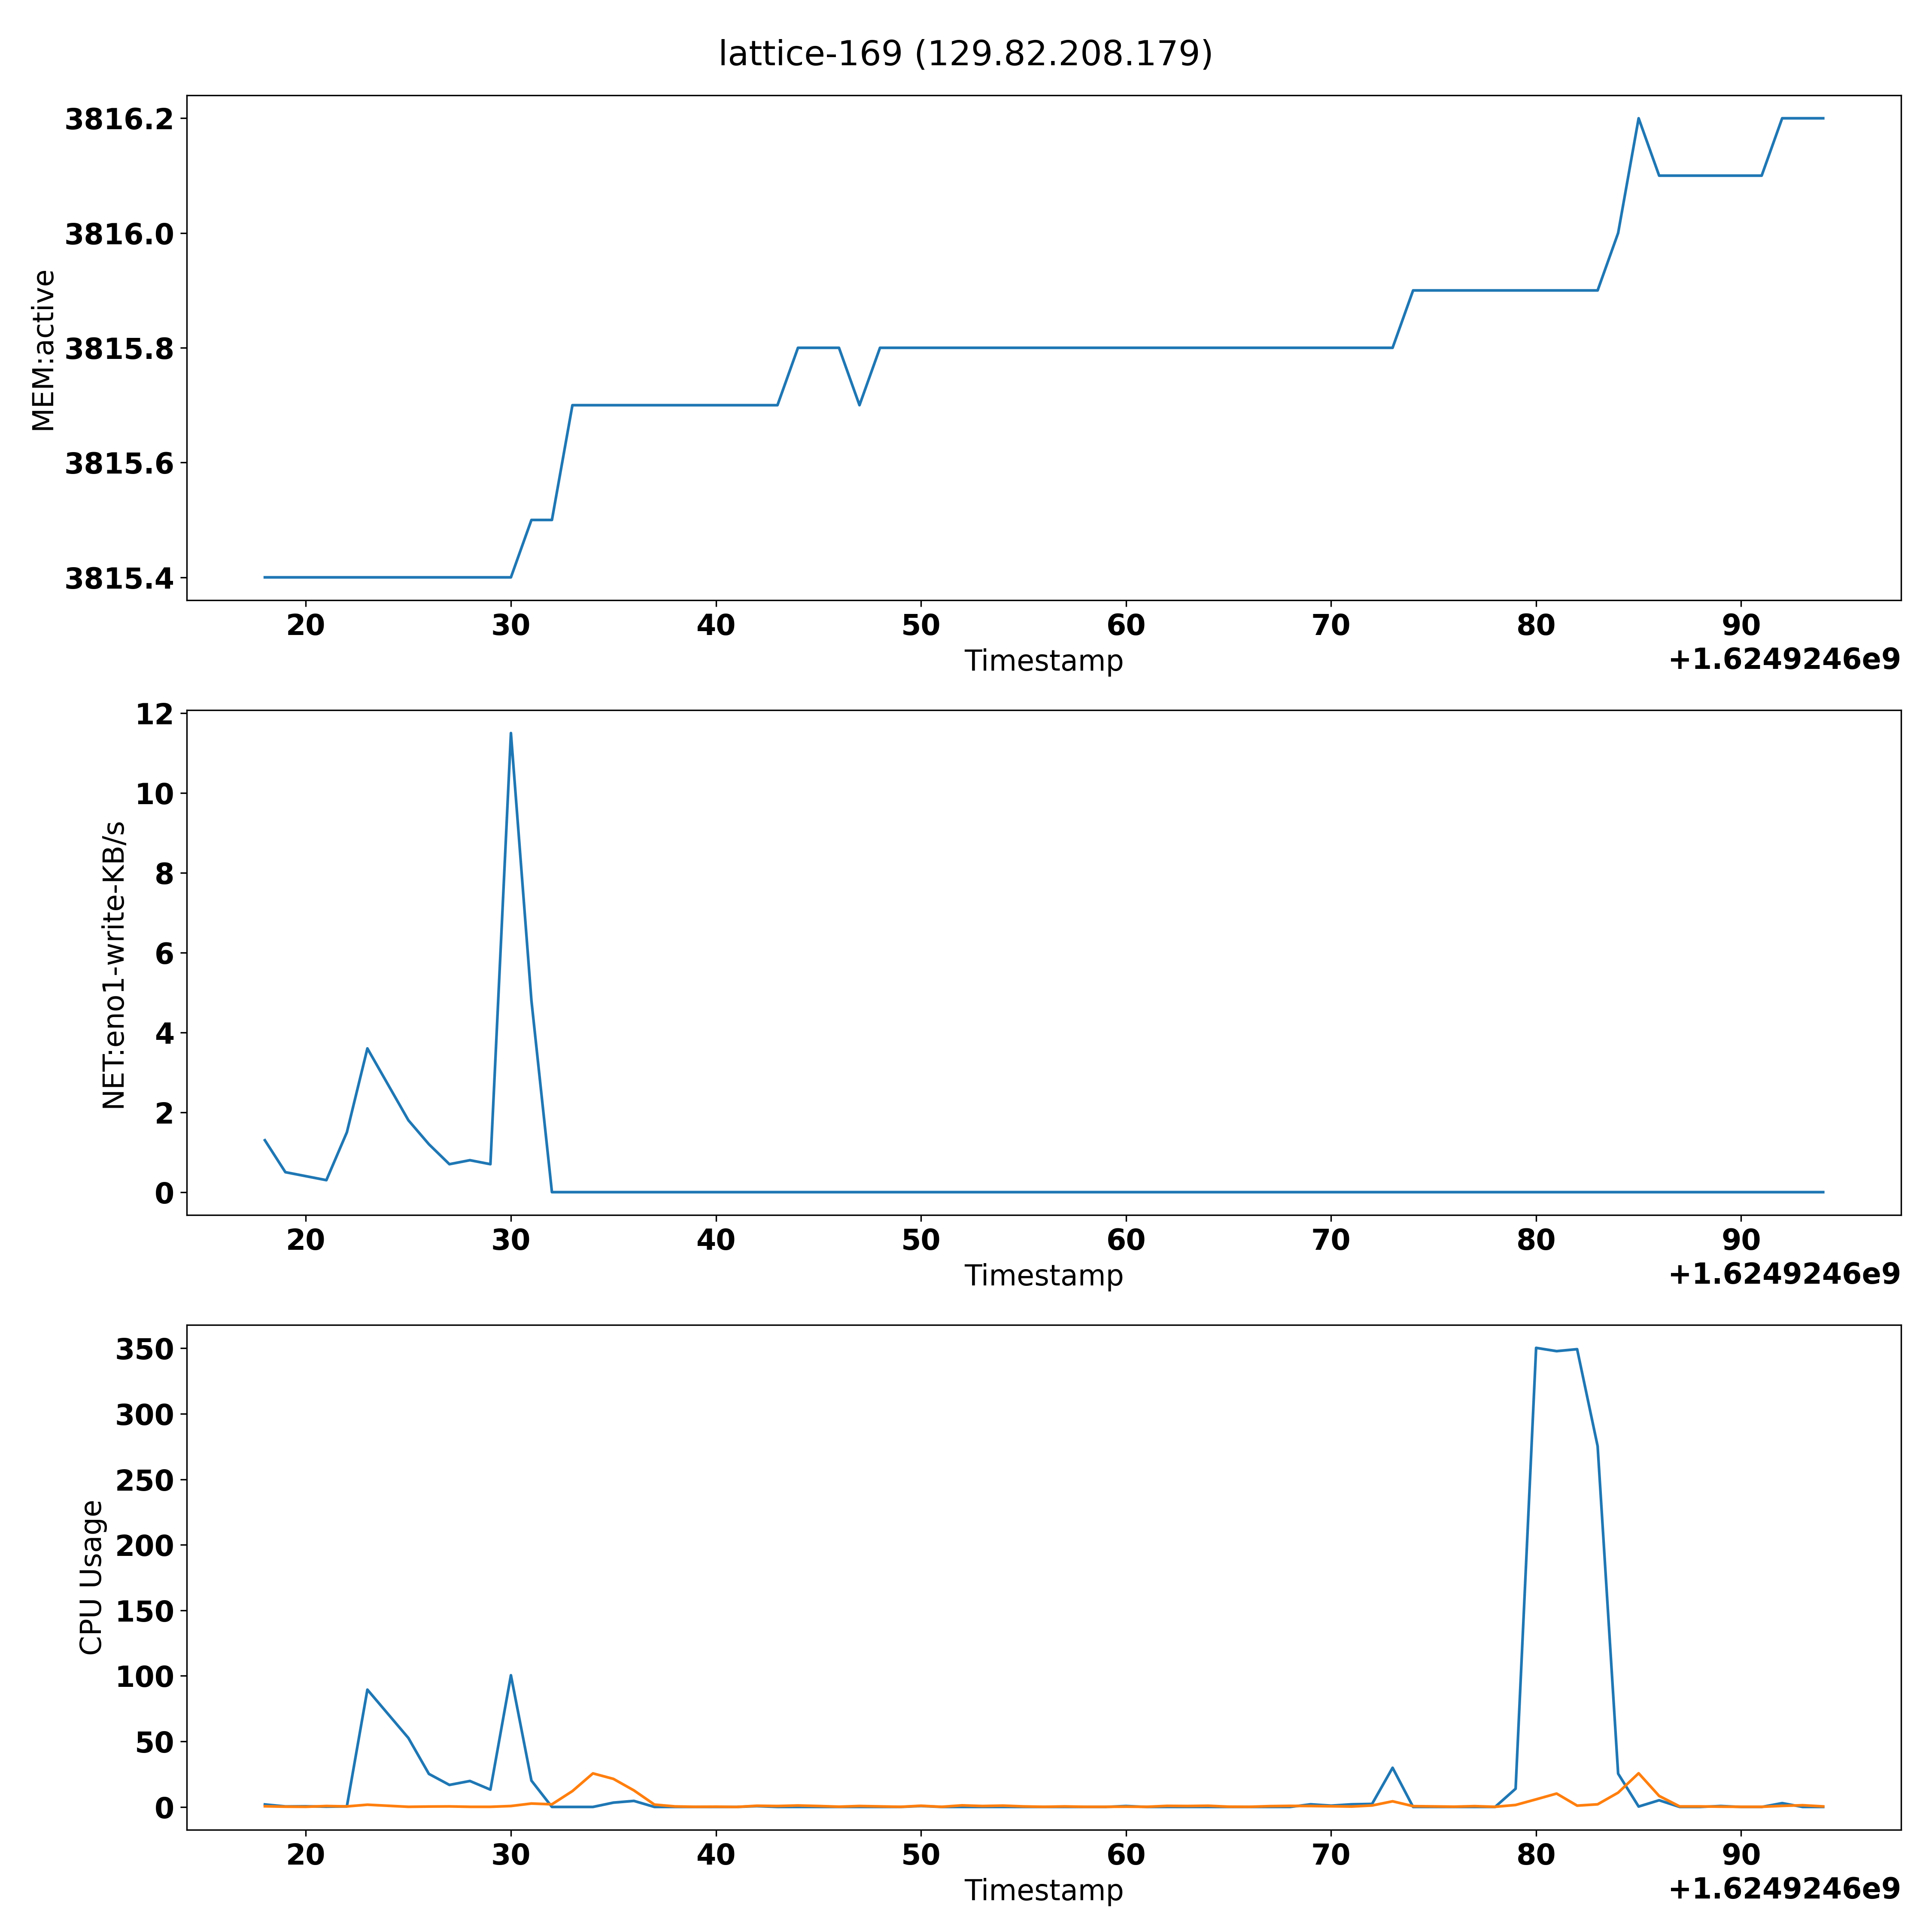 lattice-169 (129.82.208.179)
3816.2
3816.0
3815.8
3815.6
3815.4
MEM:active
20 30 40 50 60 70 80 90
Timestamp
+1.6249246e9
12
10
8
6
4
2
0
NET:eno1-write-KB/s
20 30 40 50 60 70 80 90
Timestamp
+1.6249246e9
350
300
250
200
150
100
50
0
CPU Usage
20 30 40 50 60 70 80 90
Timestamp
+1.6249246e9